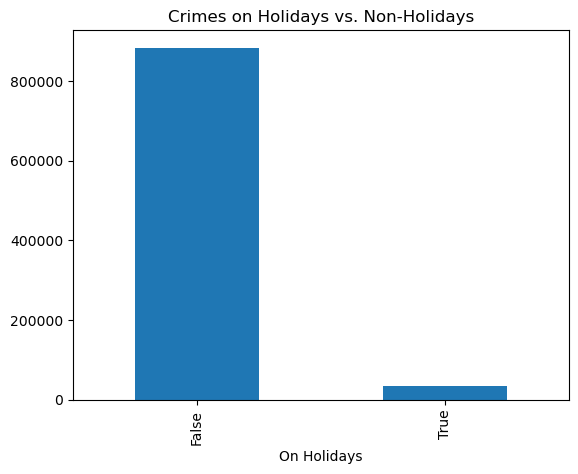 Crimes on Holidays vs. Non-Holidays
800000
600000
400000
200000
0
False
True
On Holidays